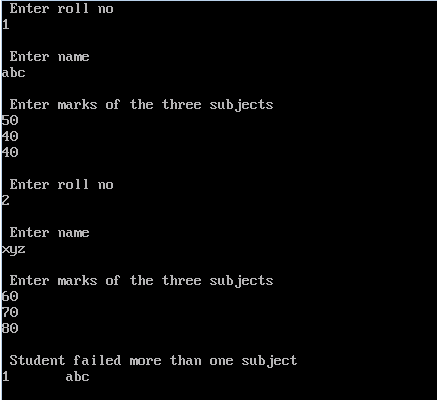 Enter roll no
1
Enter name
abc
Enter marks of the three subjects
50
40
40
Enter roll no
2
Enter name
xyz
Enter marks of the three subjects
60
70
80
Student failed more than one subject
1 abc